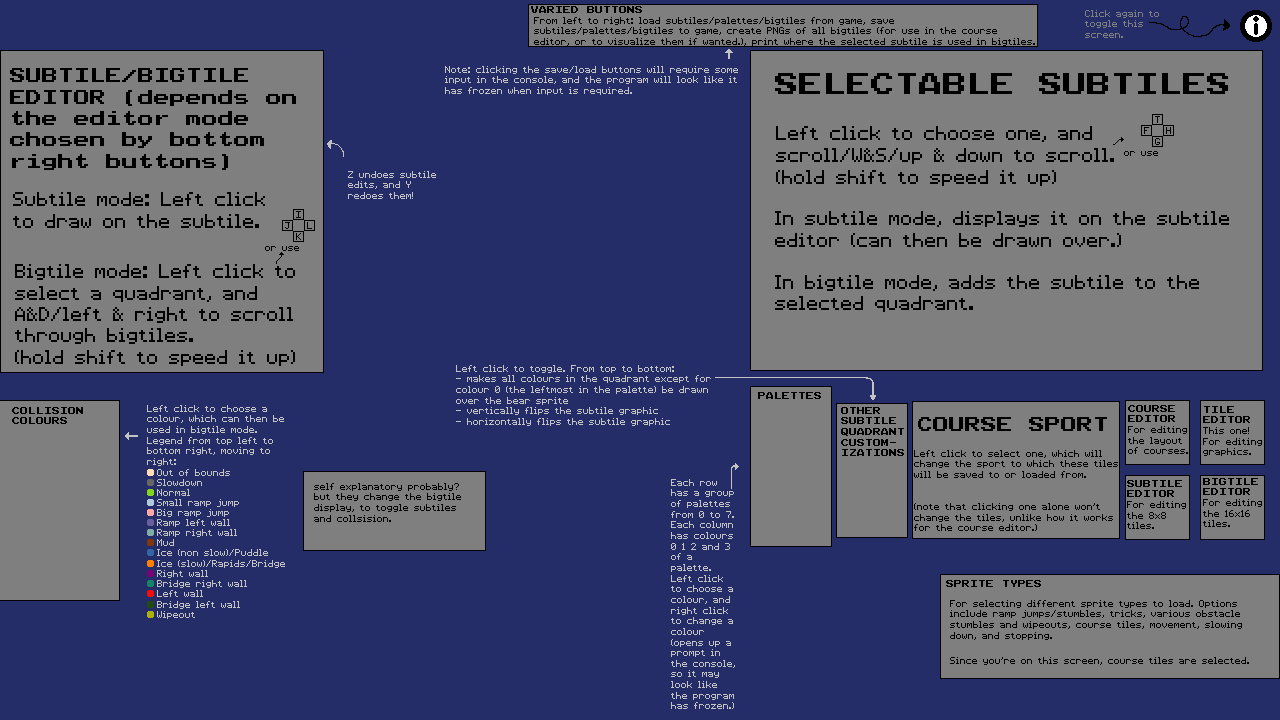 VARIED BUTTONS
From left to right: load subtiles/palettes/bigtiles from game, save
subtiles/palettes/bigtiles to game, create PNGs of all bigtiles (for use in the course
editor, or to visualize them if wanted.), print where the selected subtile is used in bigtiles.
Click again to
toggle this
screen.
i
Note: clicking the save/load buttons will require some
input in the console, and the program will look like it
has frozen when input is required.
SUBTILE/BIGTILE
EDITOR (depends on
the editor mode
chosen by bottom
right buttons)
Subtile mode: Left click
to draw on the subtile.
I
J L
K
or use
Bigtile mode: Left click to
select a quadrant, and
A&D/left & right to scroll
through bigtiles.
(hold shift to speed it up)
Z undoes subtile
edits, and Y
redoes them!
SELECTABLE SUBTILES
Left click to choose one, and
scroll/W&S/up & down to scroll.
(hold shift to speed it up)
T
F H
G
or use
In subtile mode, displays it on the subtile
editor (can then be drawn over.)
In bigtile mode, adds the subtile to the
selected quadrant.
Left click to toggle. From top to bottom:
- makes all colours in the quadrant except for
colour 0 (the leftmost in the palette) be drawn
over the bear sprite
- vertically flips the subtile graphic
- horizontally flips the subtile graphic
COLLISION
COLOURS
Left click to choose a
colour, which can then be
used in bigtile mode.
Legend from top left to
bottom right, moving to
right:
Out of bounds
Slowdown
Normal
Small ramp jump
Big ramp jump
Ramp left wall
Ramp right wall
Mud
Ice (non slow)/Puddle
Ice (slow)/Rapids/Bridge
Right wall
Bridge right wall
Left wall
Bridge left wall
Wipeout
self explanatory probably?
but they change the bigtile
display, to toggle subtiles
and collsision.
Each row
has a group
of palettes
from 0 to 7.
Each column
has colours
0 1 2 and 3
of a
palette.
Left click
to choose a
colour, and
right click
to change a
colour
(opens up a
prompt in
the console,
so it may
look like
the program
has frozen.)
PALETTES
OTHER
SUBTILE
QUADRANT
CUSTOM-
IZATIONS
COURSE SPORT
Left click to select one, which will
change the sport to which these tiles
will be saved to or loaded from.
(note that clicking one alone won't
change the tiles, unlike how it works
for the course editor.)
COURSE
EDITOR
For editing
the layout
of courses.
TILE
EDITOR
This one!
For editing
graphics.
SUBTILE
EDITOR
For editing
the 8x8
tiles.
BIGTILE
EDITOR
For editing
the 16x16
tiles.
SPRITE TYPES
For selecting different sprite types to load. Options
include ramp jumps/stumbles, tricks, various obstacle
stumbles and wipeouts, course tiles, movement, slowing
down, and stopping.
Since you're on this screen, course tiles are selected.